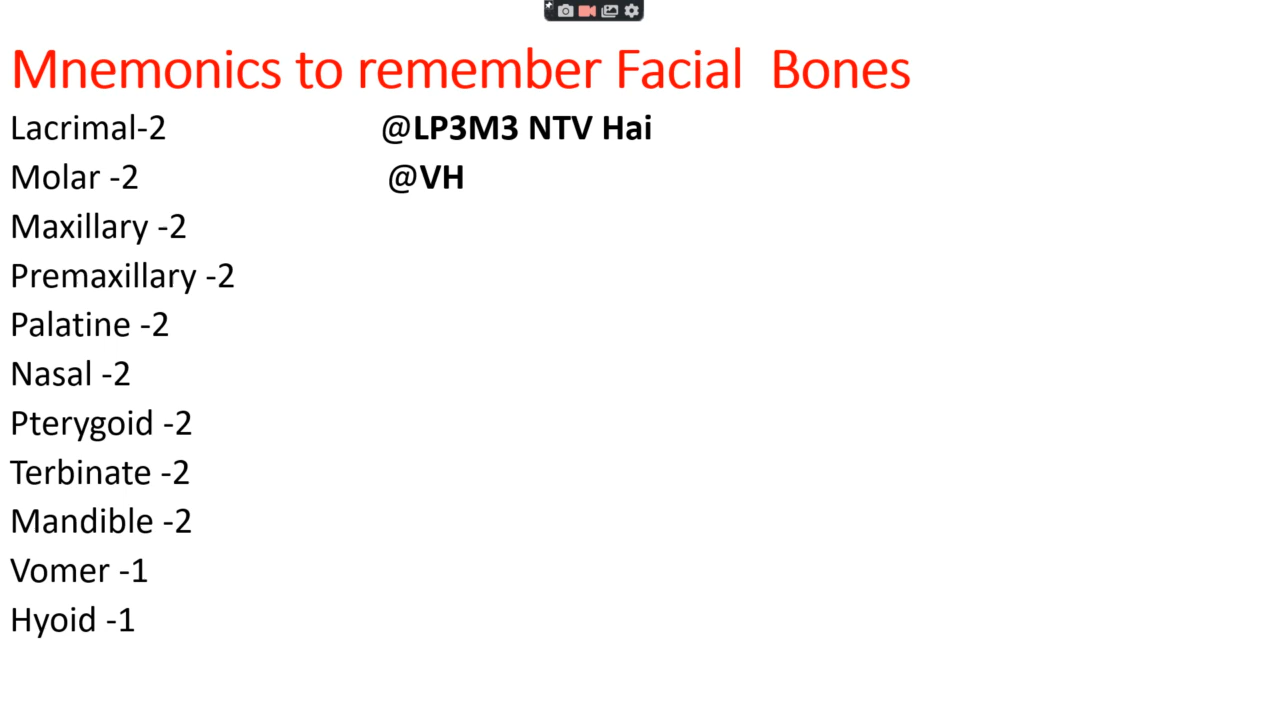 Mnemonics to remember Facial Bones
Lacrimal-2 @LP3M3 NTV Hai
Molar -2 @VH
Maxillary -2
Premaxillary -2
Palatine -2
Nasal -2
Pterygoid -2
Terbinate -2
Mandible -2
Vomer -1
Hyoid -1